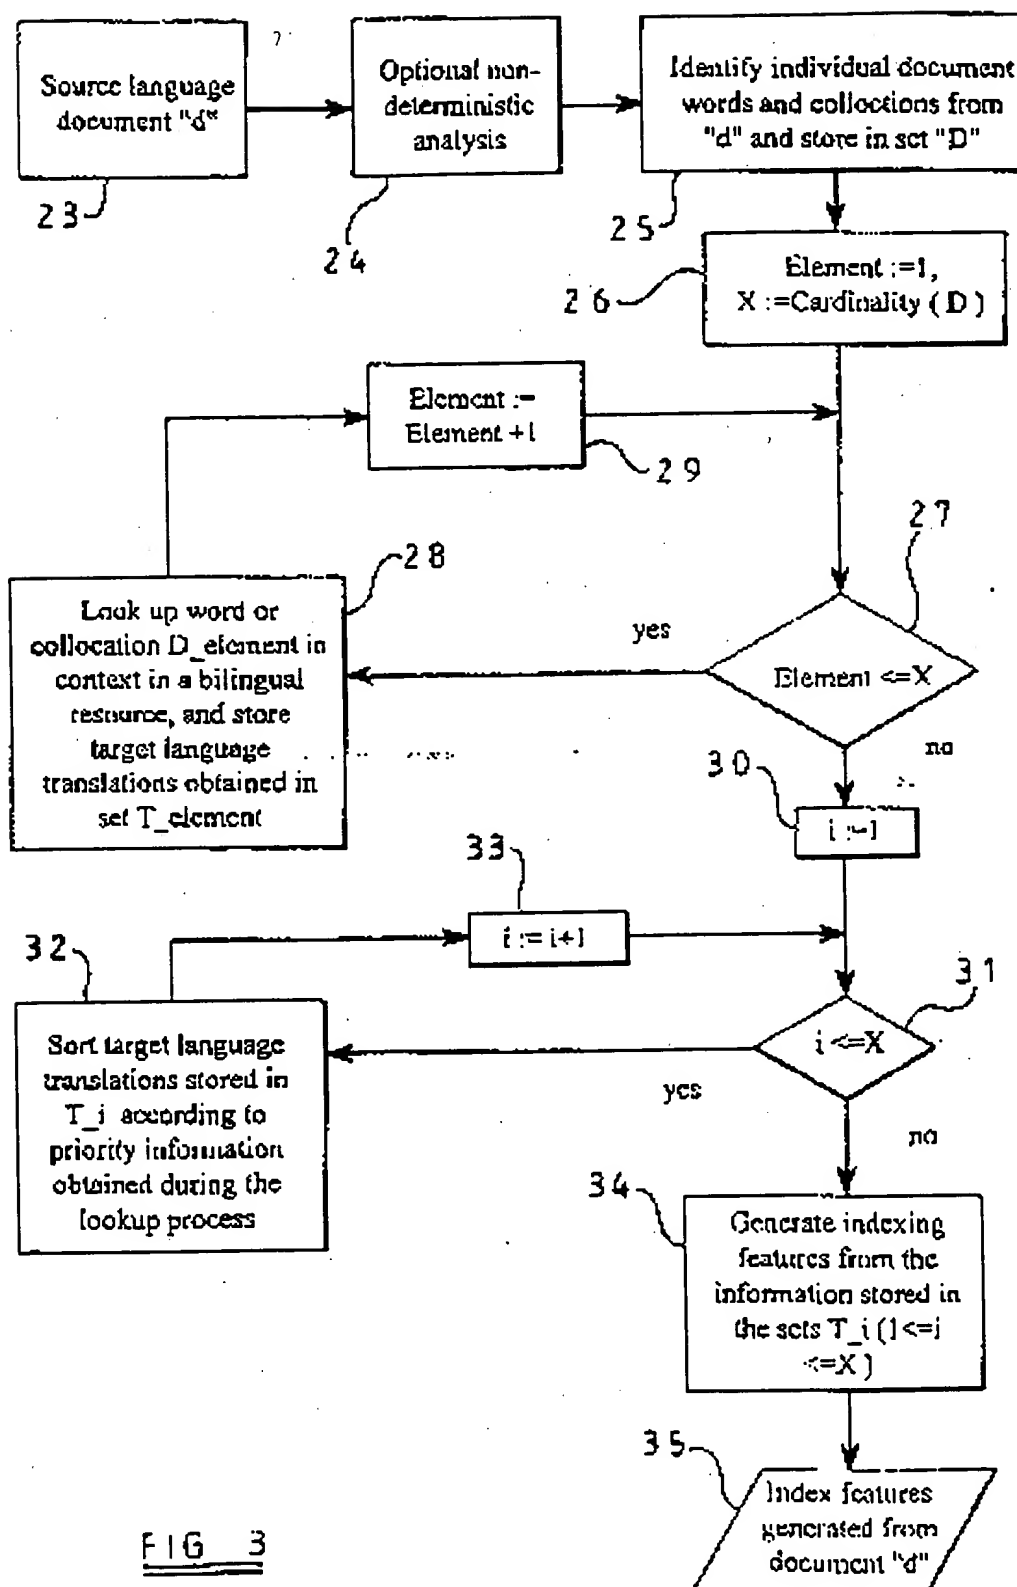 Source language
document "d"
23
Optional non-
deterministic
analysis
24
Identify individual document
words and collections from
"d" and store in set "D"
25
Element :=1,
X :=Cardinality ( D )
26
Element :=
Element +1
29
27
Element <=X
yes
no
28
Look up word or
collocation D_element in
context in a bilingual
resource, and store
target language
translations obtained in
set T_element
30
i :=1
33
i := i+1
31
i <=X
yes
no
32
Sort target language
translations stored in
T_i according to
priority information
obtained during the
lookup process
34
Generate indexing
features from the
information stored in
the sets T_i (1<=i
<=X )
35
Index features
generated from
document "d"
FIG 3